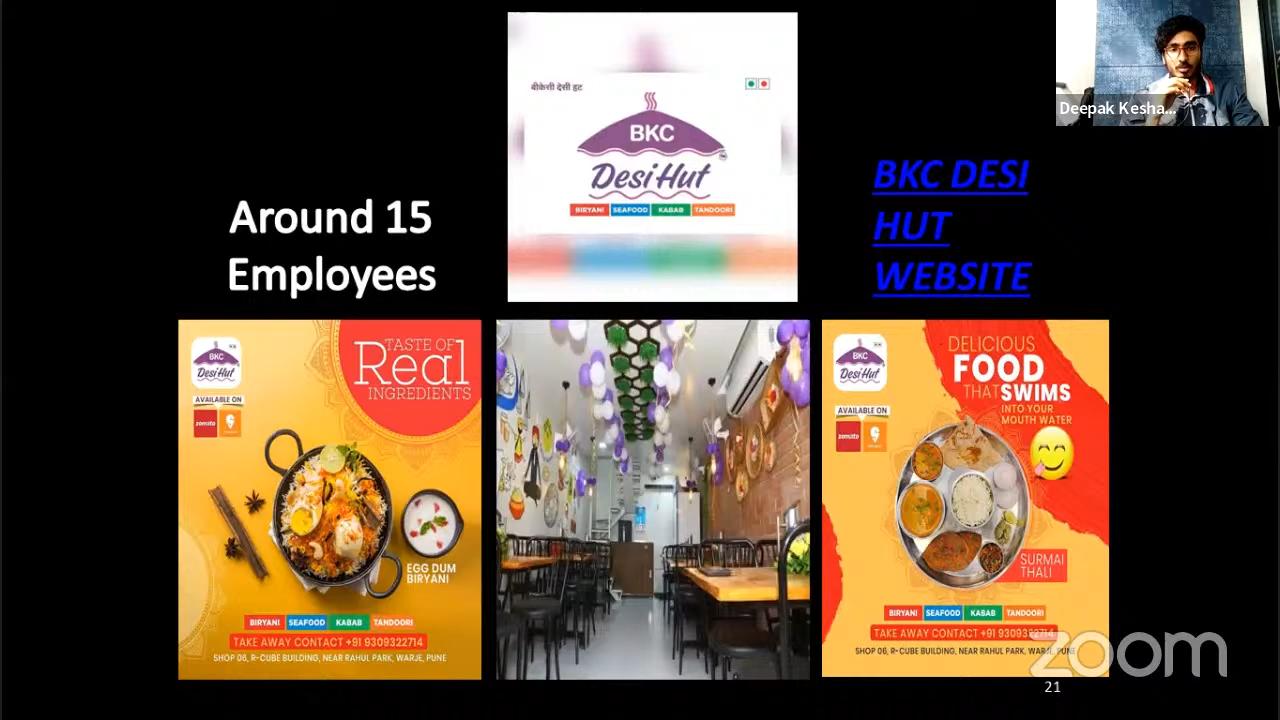 Deepak Kesha...
बीकेसी देसी हट
BKC
Desi Hut
BIRYANI SEAFOOD KABAB TANDOORI
Around 15
Employees
BKC DESI
HUT
WEBSITE
BKC
Desi Hut
AVAILABLE ON
zomato
TASTE OF
Real
INGREDIENTS
EGG DUM
BIRYANI
BIRYANI SEAFOOD KABAB TANDOORI
TAKE AWAY CONTACT +91 9309322714
SHOP 06, R-CUBE BUILDING, NEAR RAHUL PARK, WARJE, PUNE
BKC
Desi Hut
AVAILABLE ON
zomato
DELICIOUS
FOOD
THAT SWIMS
INTO YOUR
MOUTH WATER
SURMAI
THALI
BIRYANI SEAFOOD KABAB TANDOORI
TAKE AWAY CONTACT +91 9309322714
SHOP 06, R-CUBE BUILDING, NEAR RAHUL PARK, WARJE, PUNE
zoom
21